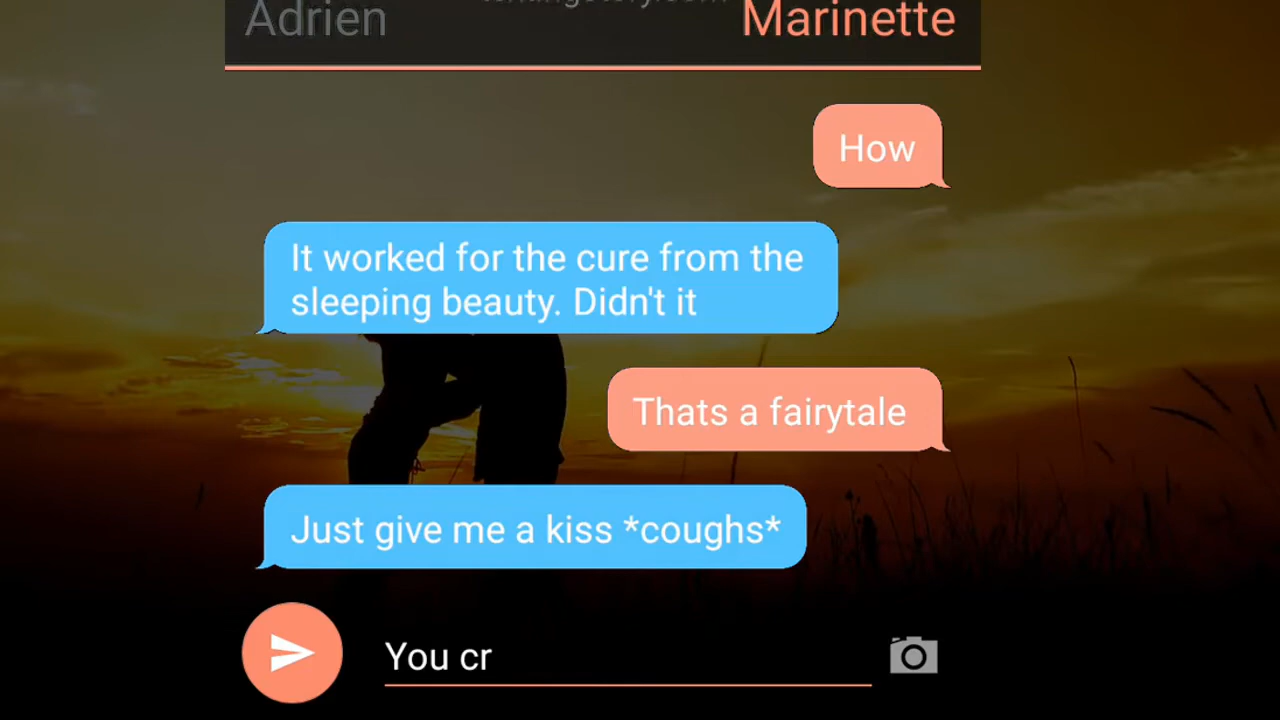 Adrien
Marinette
How
It worked for the cure from the
sleeping beauty. Didn't it
Thats a fairytale
Just give me a kiss *coughs*
You cr